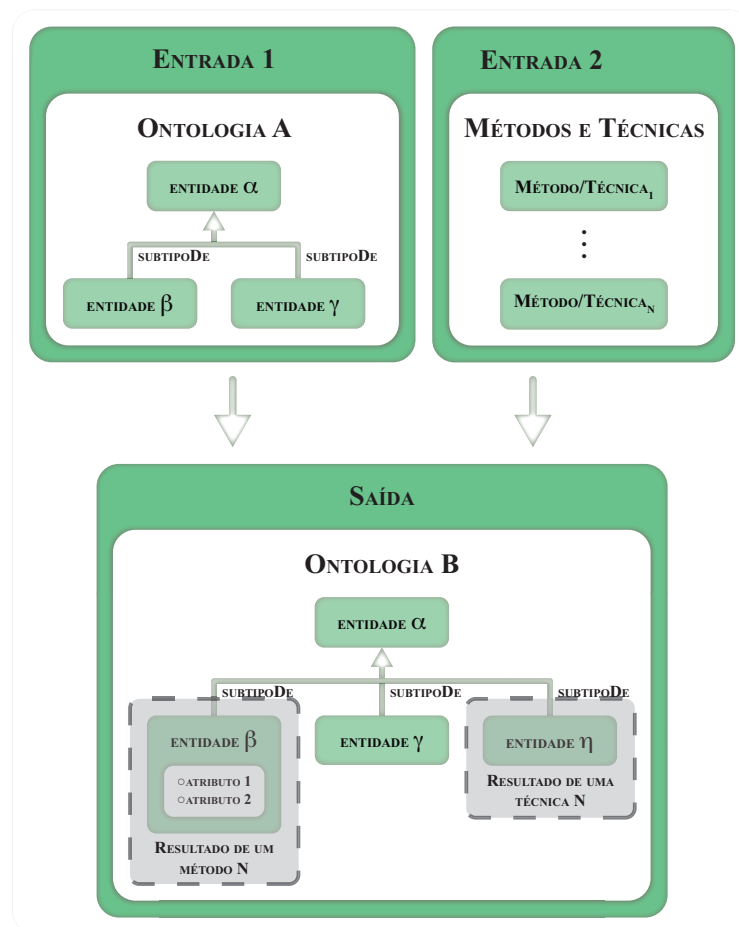 Entrada 1
Ontologia A
entidade α
subtipoDe subtipoDe
entidade β entidade γ
Entrada 2
Métodos e Técnicas
Método/Técnica1
⋮
Método/TécnicaN
Saída
Ontologia B
entidade α
subtipoDe subtipoDe subtipoDe
entidade β
○atributo 1
○atributo 2
Resultado de um
método N
entidade γ
entidade η
Resultado de uma
técnica N